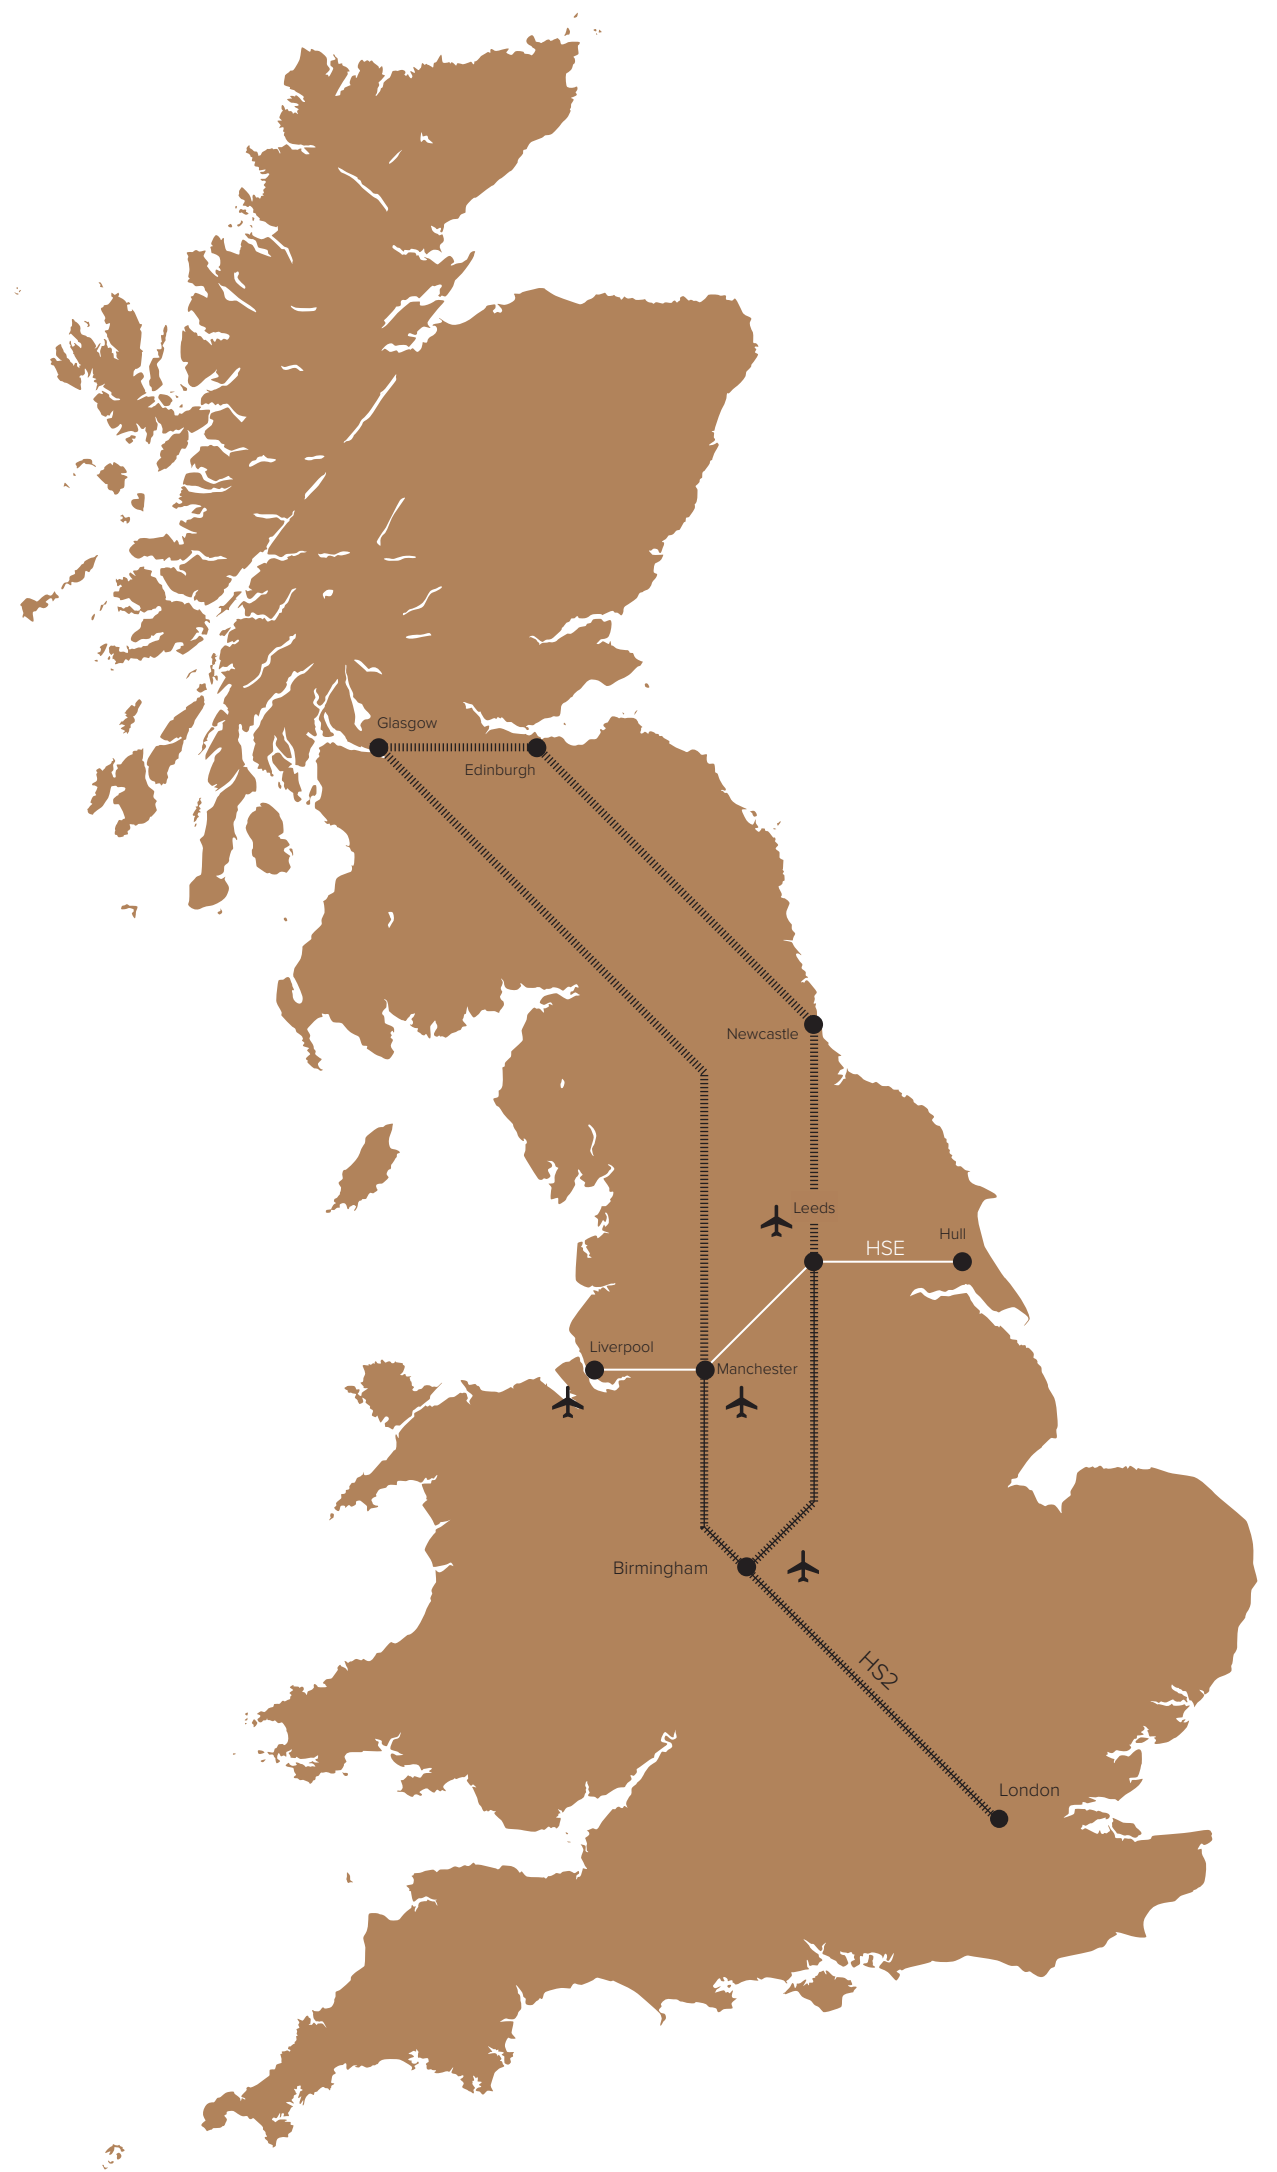 Glasgow
Edinburgh
Newcastle
Leeds
Hull
HSE
Liverpool
Manchester
Birmingham
HS2
London